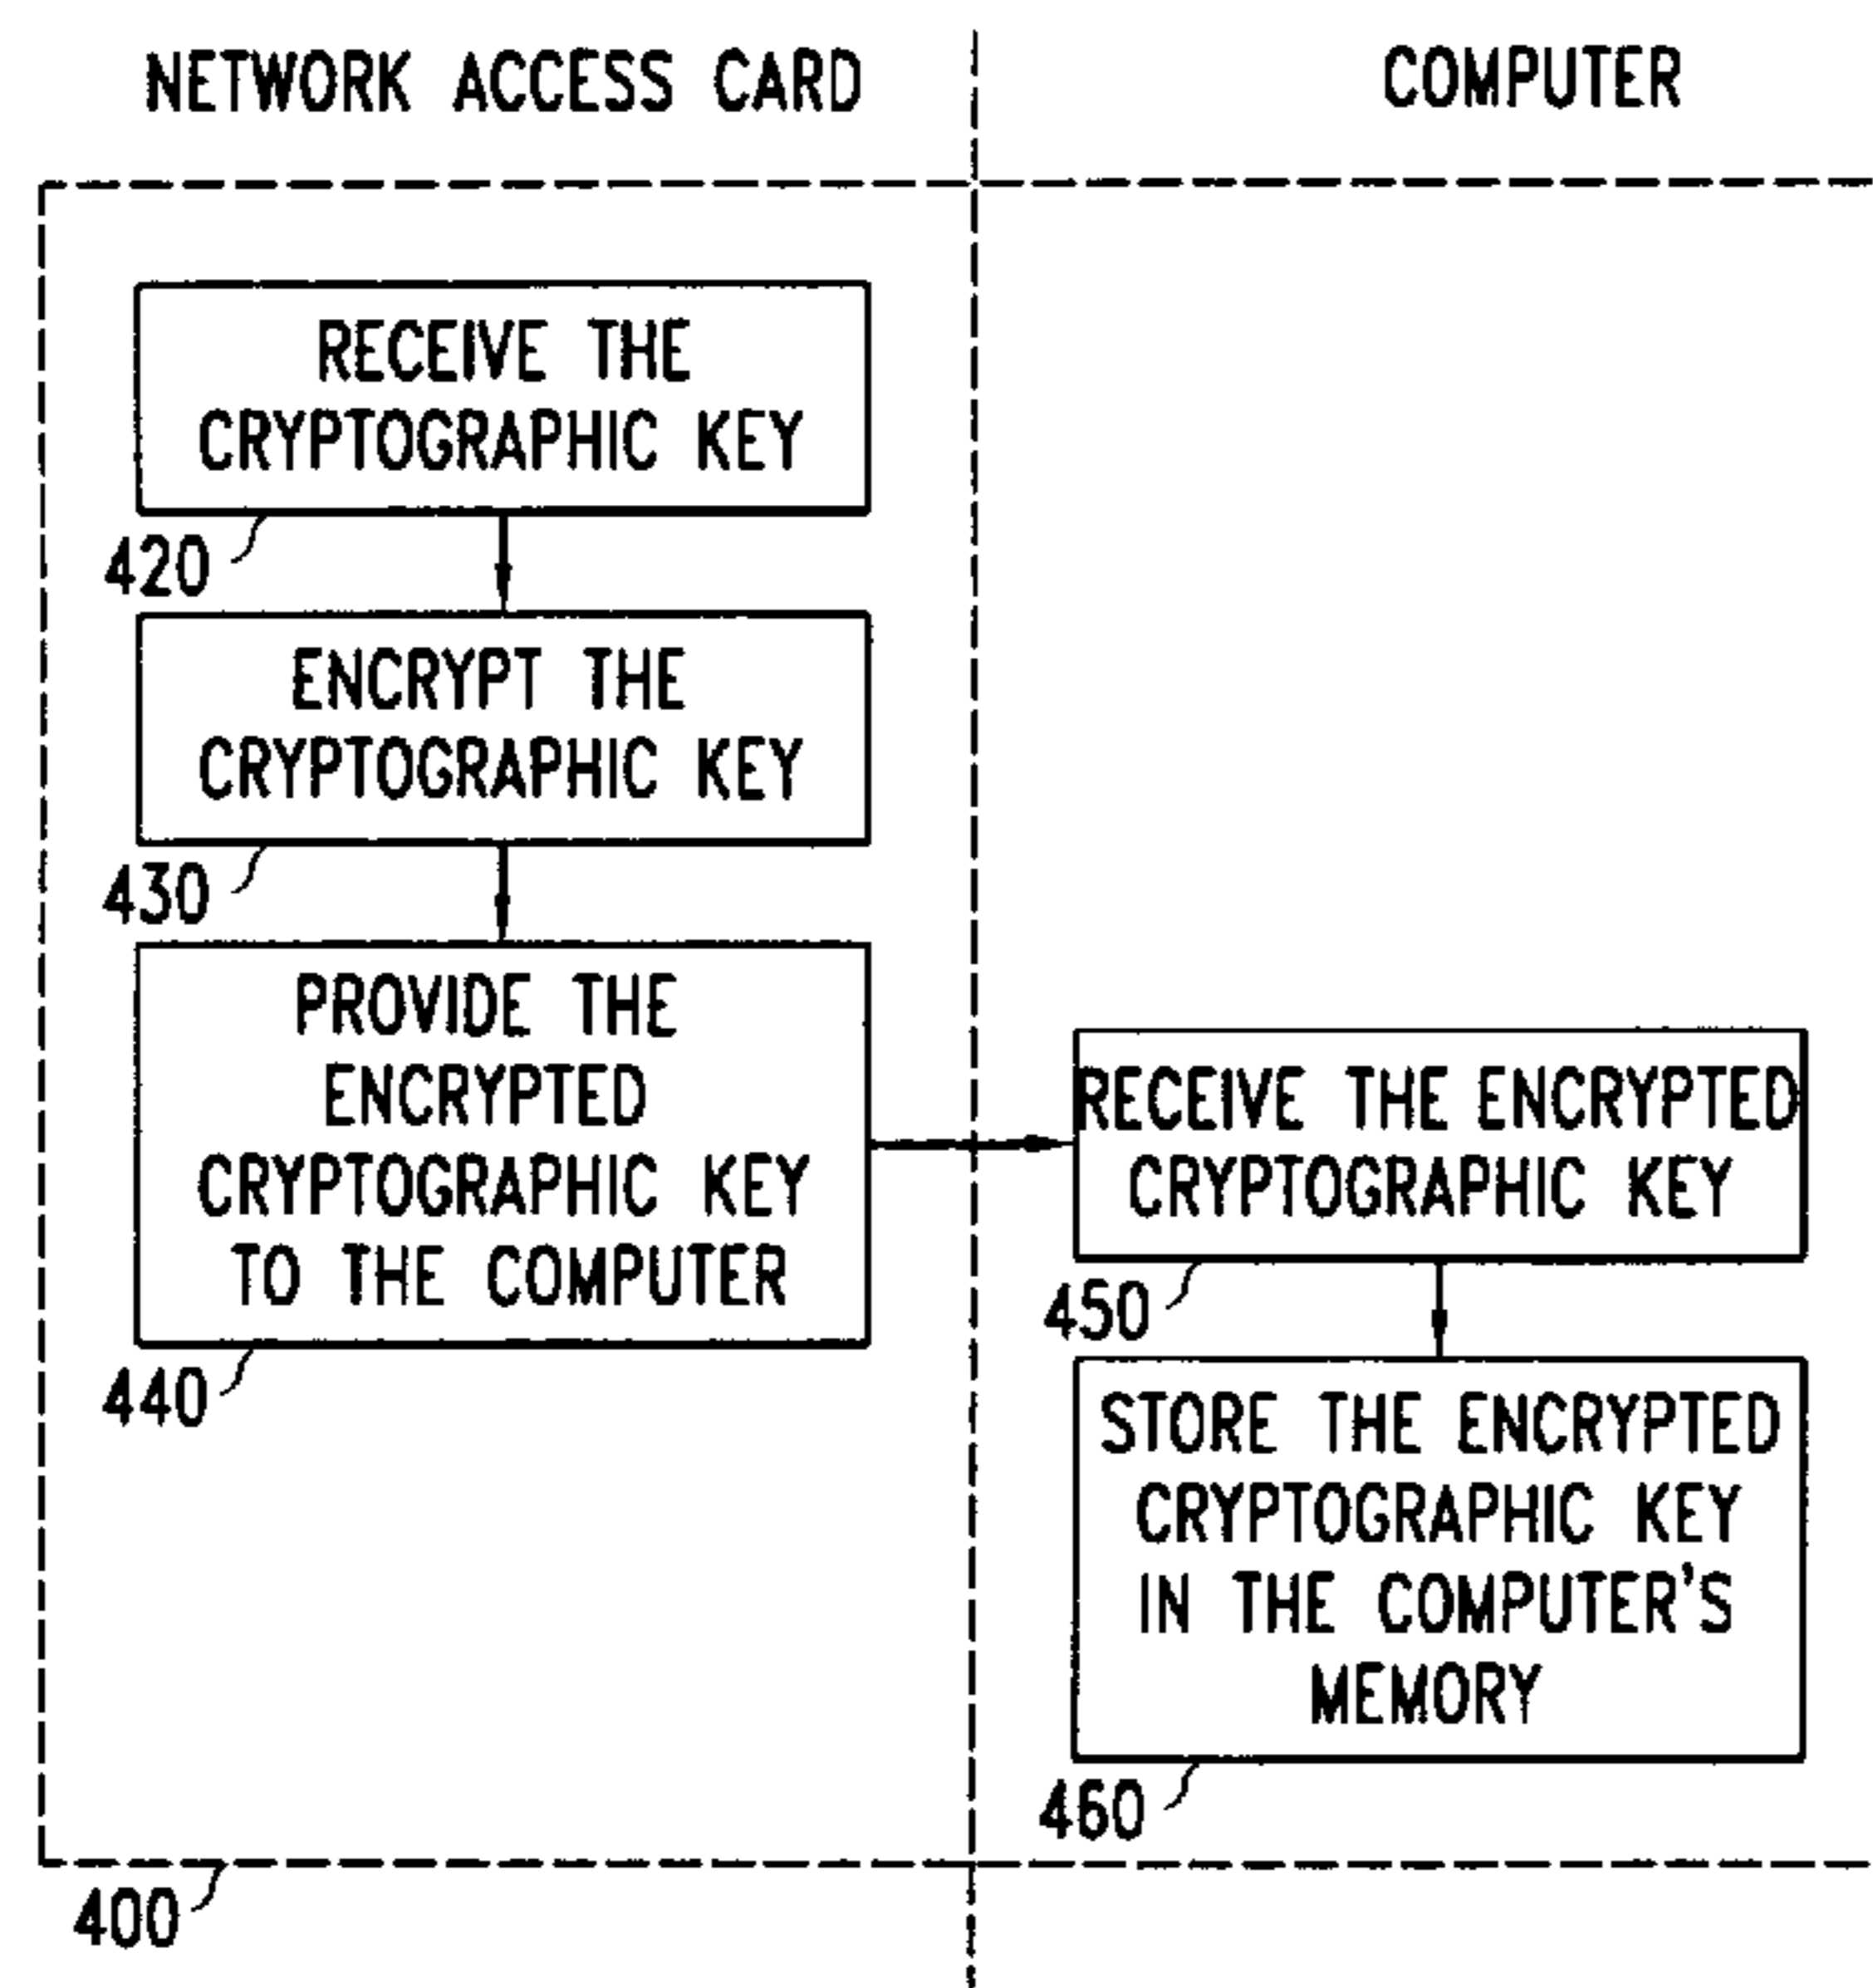 NETWORK ACCESS CARD
COMPUTER
RECEIVE THE
CRYPTOGRAPHIC KEY
420
ENCRYPT THE
CRYPTOGRAPHIC KEY
430
PROVIDE THE
ENCRYPTED
CRYPTOGRAPHIC KEY
TO THE COMPUTER
440
RECEIVE THE ENCRYPTED
CRYPTOGRAPHIC KEY
450
STORE THE ENCRYPTED
CRYPTOGRAPHIC KEY
IN THE COMPUTER'S
MEMORY
460
400